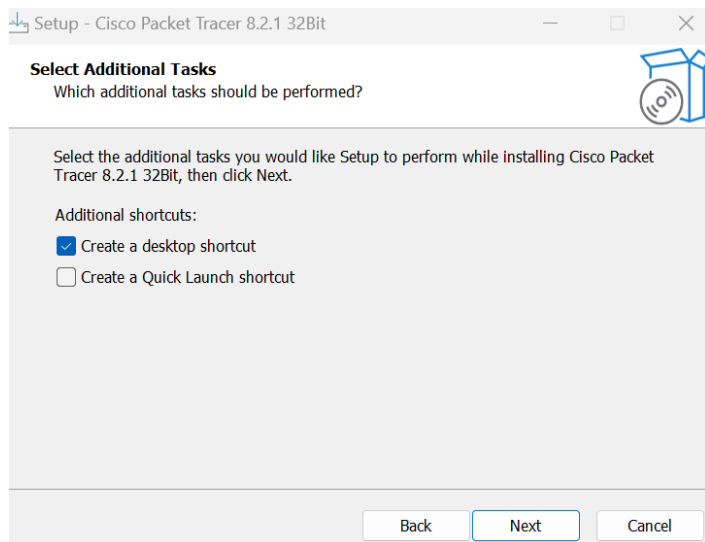 Setup - Cisco Packet Tracer 8.2.1 32Bit
Select Additional Tasks
Which additional tasks should be performed?
Select the additional tasks you would like Setup to perform while installing Cisco Packet
Tracer 8.2.1 32Bit, then click Next.
Additional shortcuts:
Create a desktop shortcut
Create a Quick Launch shortcut
Back Next Cancel